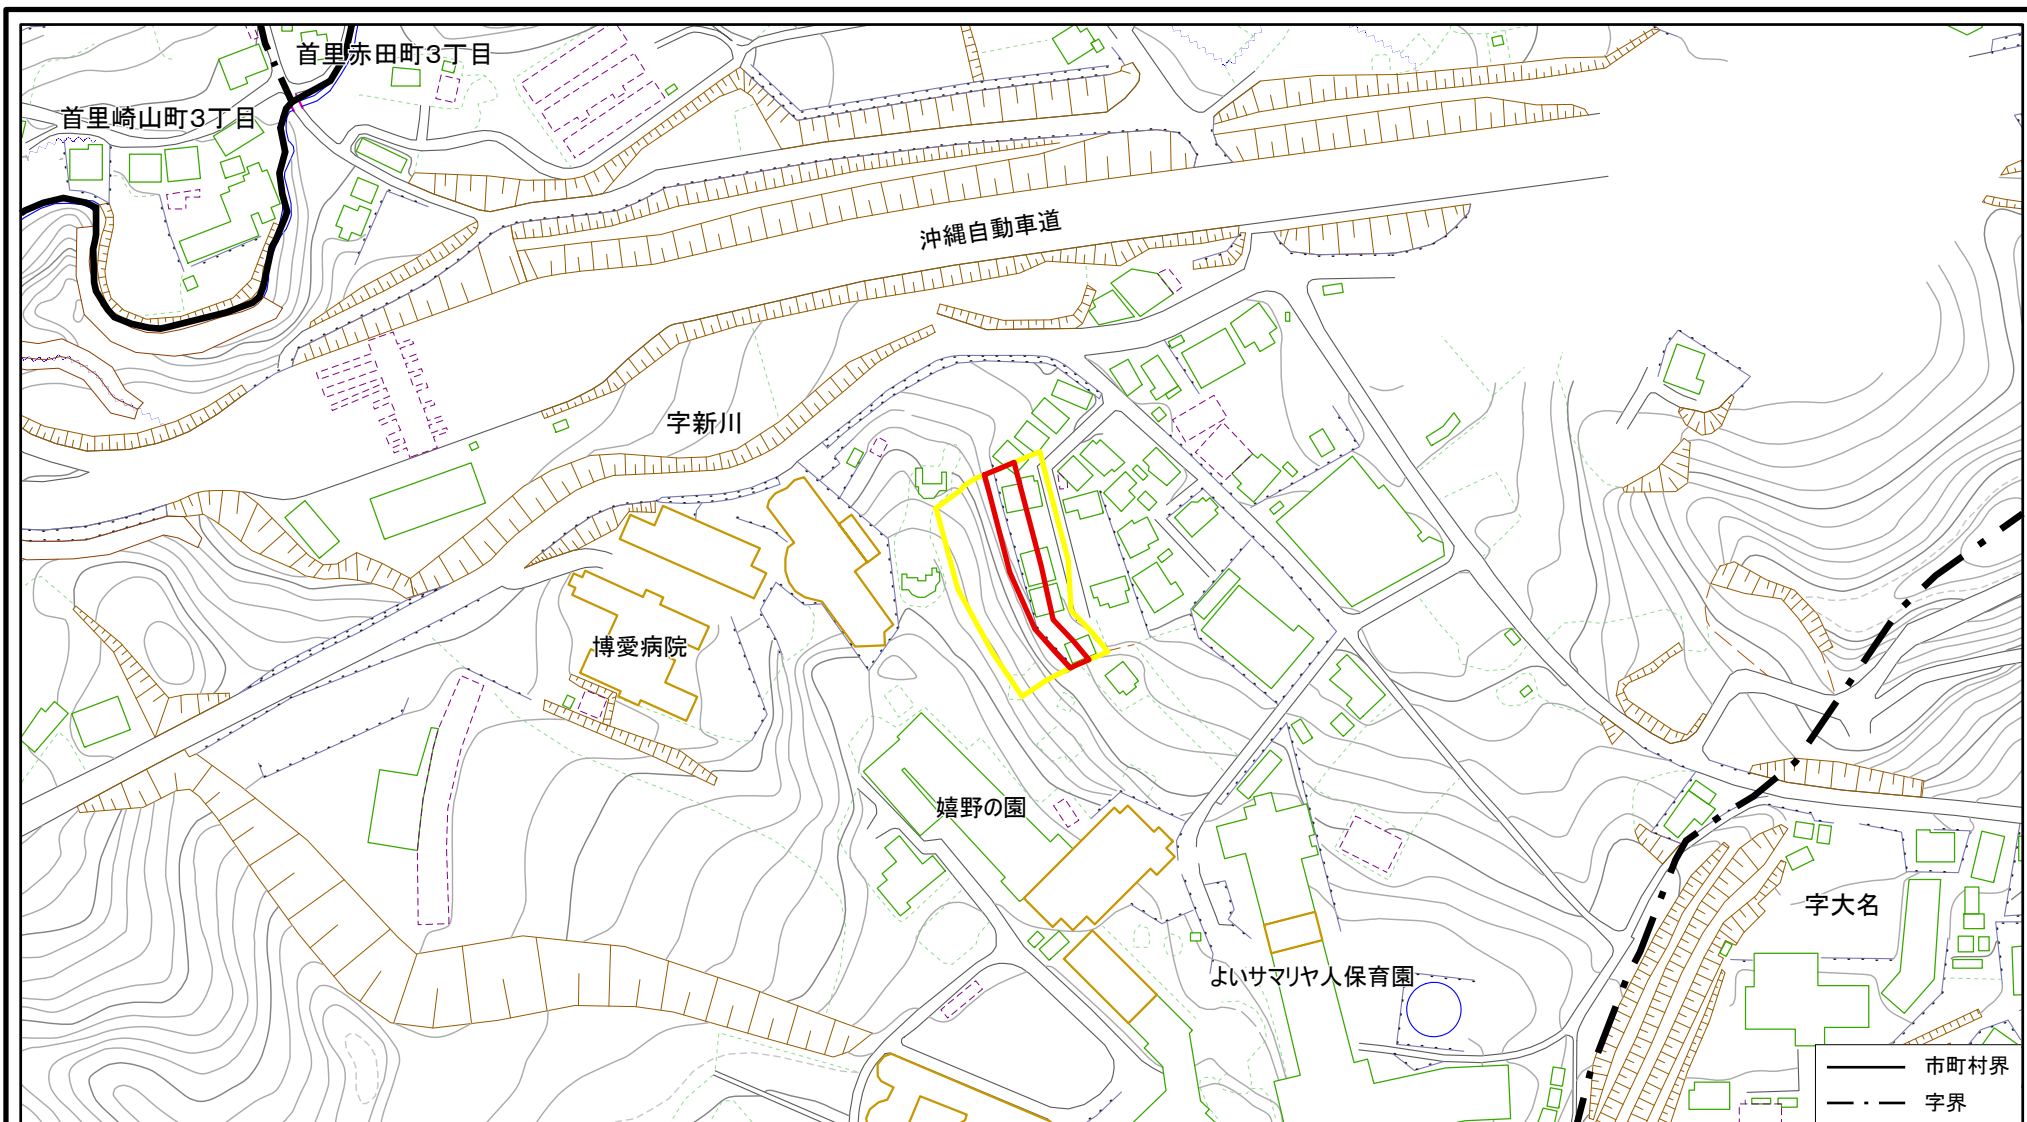 首里赤田町3丁目
首里崎山町3丁目
沖縄自動車道
字新川
博愛病院
嬉野の園
字大名
よいサマリヤ人保育園
市町村界
字界